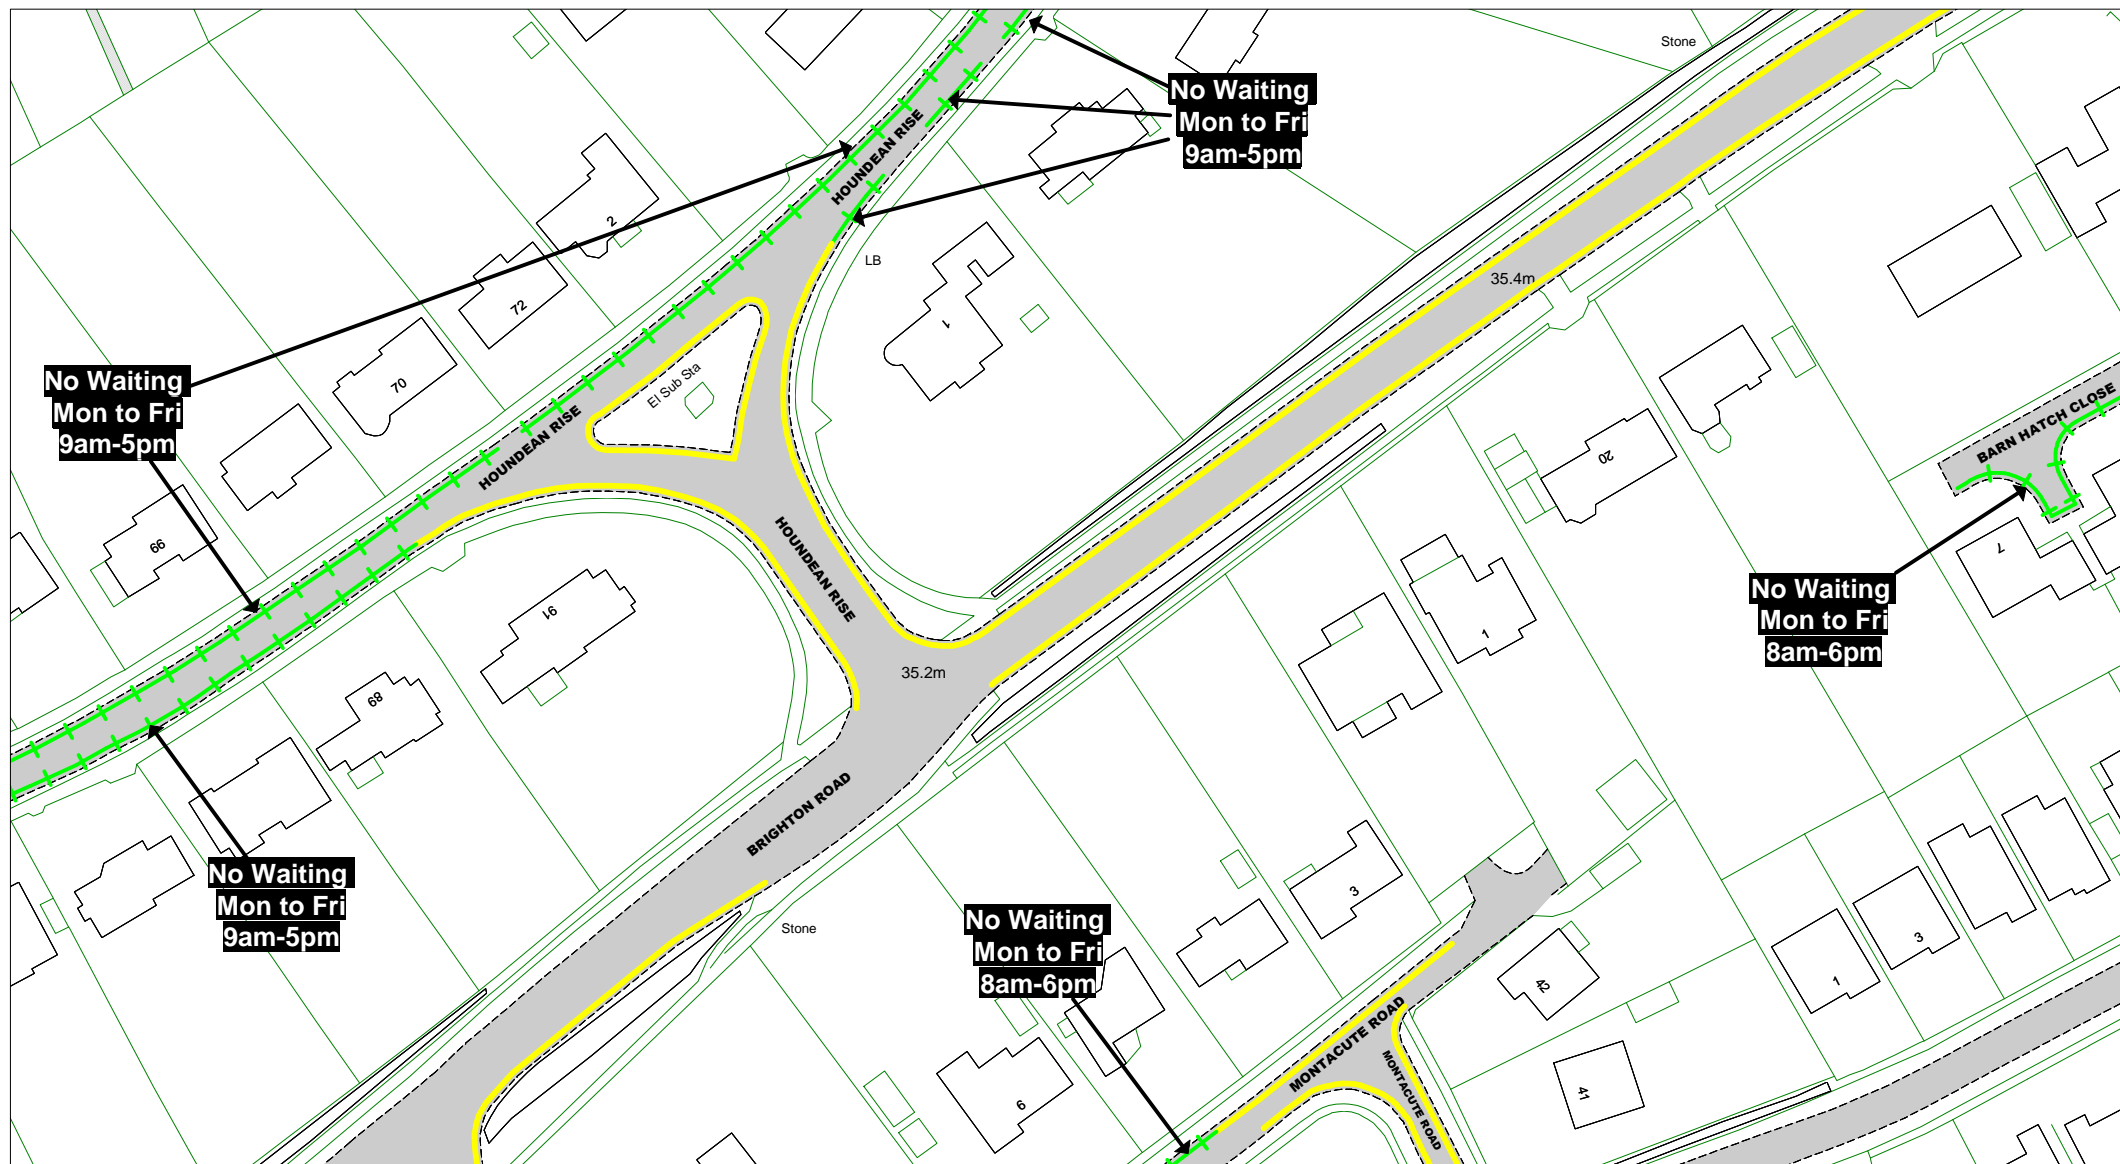 Stone
No Waiting
Mon to Fri
9am-5pm
HOUNDEAN RISE
2
LB
35.4m
72
1
No Waiting
Mon to Fri
9am-5pm
70
El Sub Sta
HOUNDEAN RISE
BARN HATCH CLOSE
20
66
HOUNDEAN RISE
7
No Waiting
Mon to Fri
8am-6pm
91
1
35.2m
68
BRIGHTON ROAD
No Waiting
Mon to Fri
9am-5pm
3
Stone
No Waiting
Mon to Fri
8am-6pm
3
1
42
MONTACUTE ROAD
MONTACUTE ROAD
41